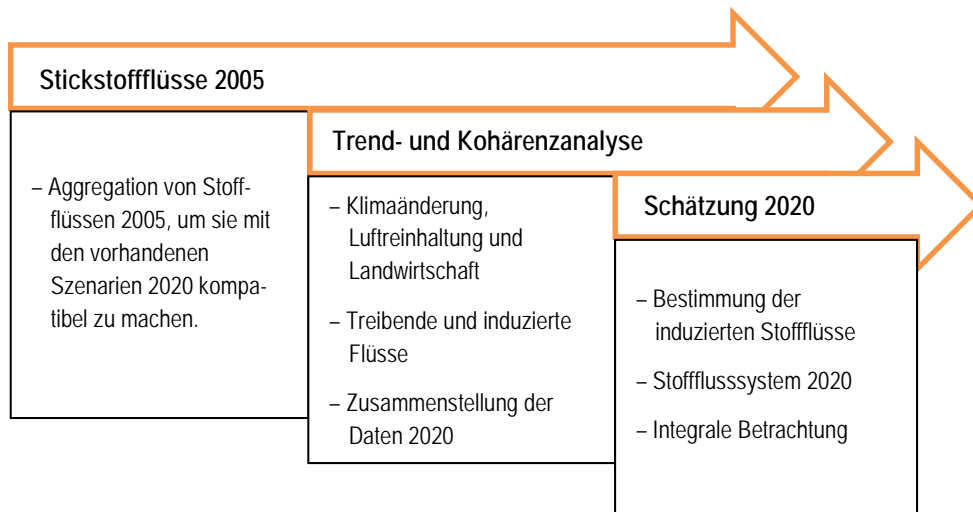 Stickstoffflüsse 2005
– Aggregation von Stoff-
flüssen 2005, um sie mit
den vorhandenen
Szenarien 2020 kompa-
tibel zu machen.
Trend- und Kohärenzanalyse
– Klimaänderung,
Luftreinhaltung und
Landwirtschaft
– Treibende und induzierte
Flüsse
– Zusammenstellung der
Daten 2020
Schätzung 2020
– Bestimmung der
induzierten Stoffflüsse
– Stoffflusssystem 2020
– Integrale Betrachtung